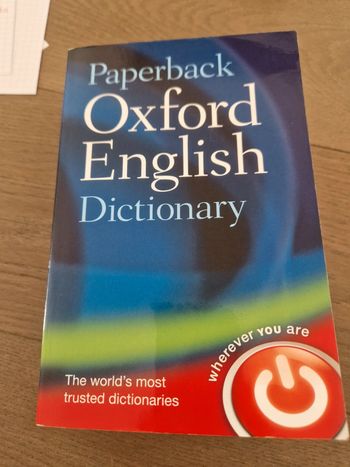 Paperback
Oxford
English
Dictionary
wherever YOU are
The world's most
trusted dictionaries